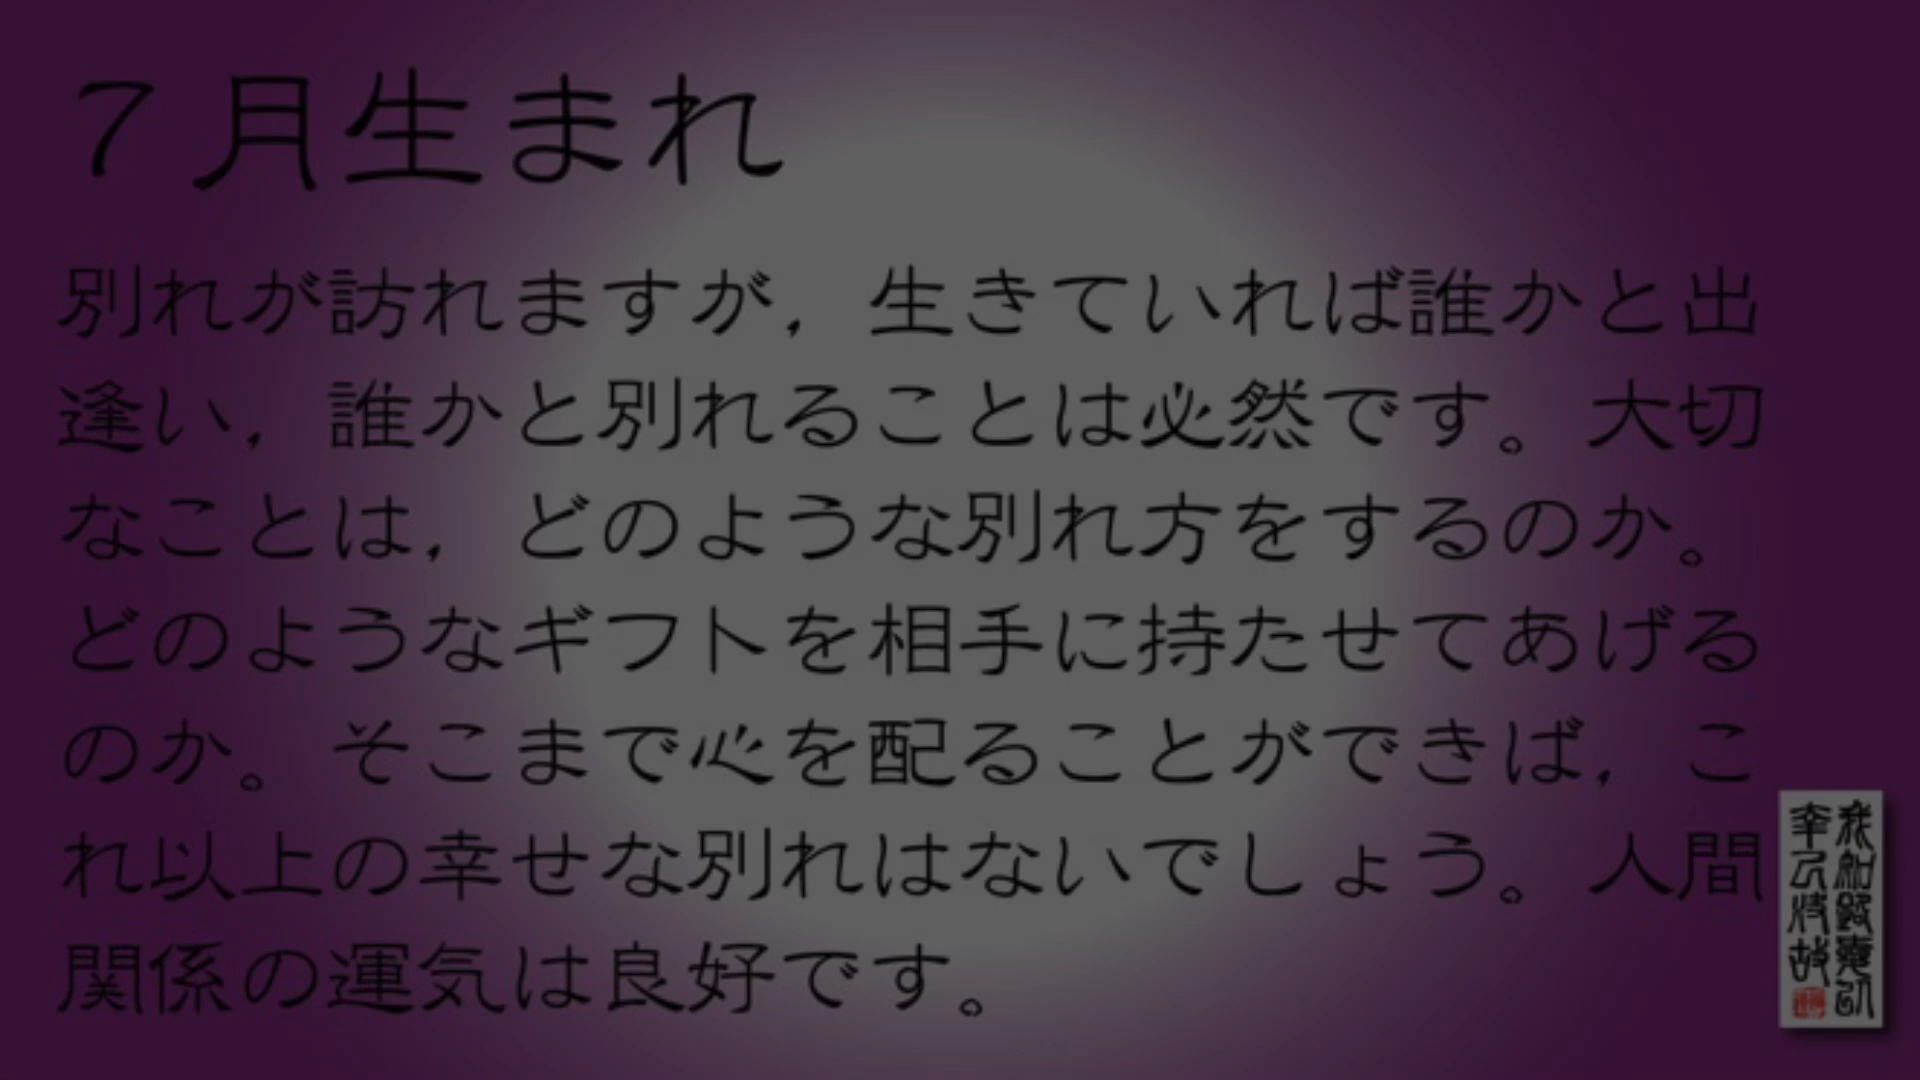 ７月生まれ
別れが訪れますが，生きていれば誰かと出
逢い，誰かと別れることは必然です。大切
なことは，どのような別れ方をするのか。
どのようなギフトを相手に持たせてあげる
のか。そこまで心を配ることができば，こ
れ以上の幸せな別れはないでしょう。人間
関係の運気は良好です。